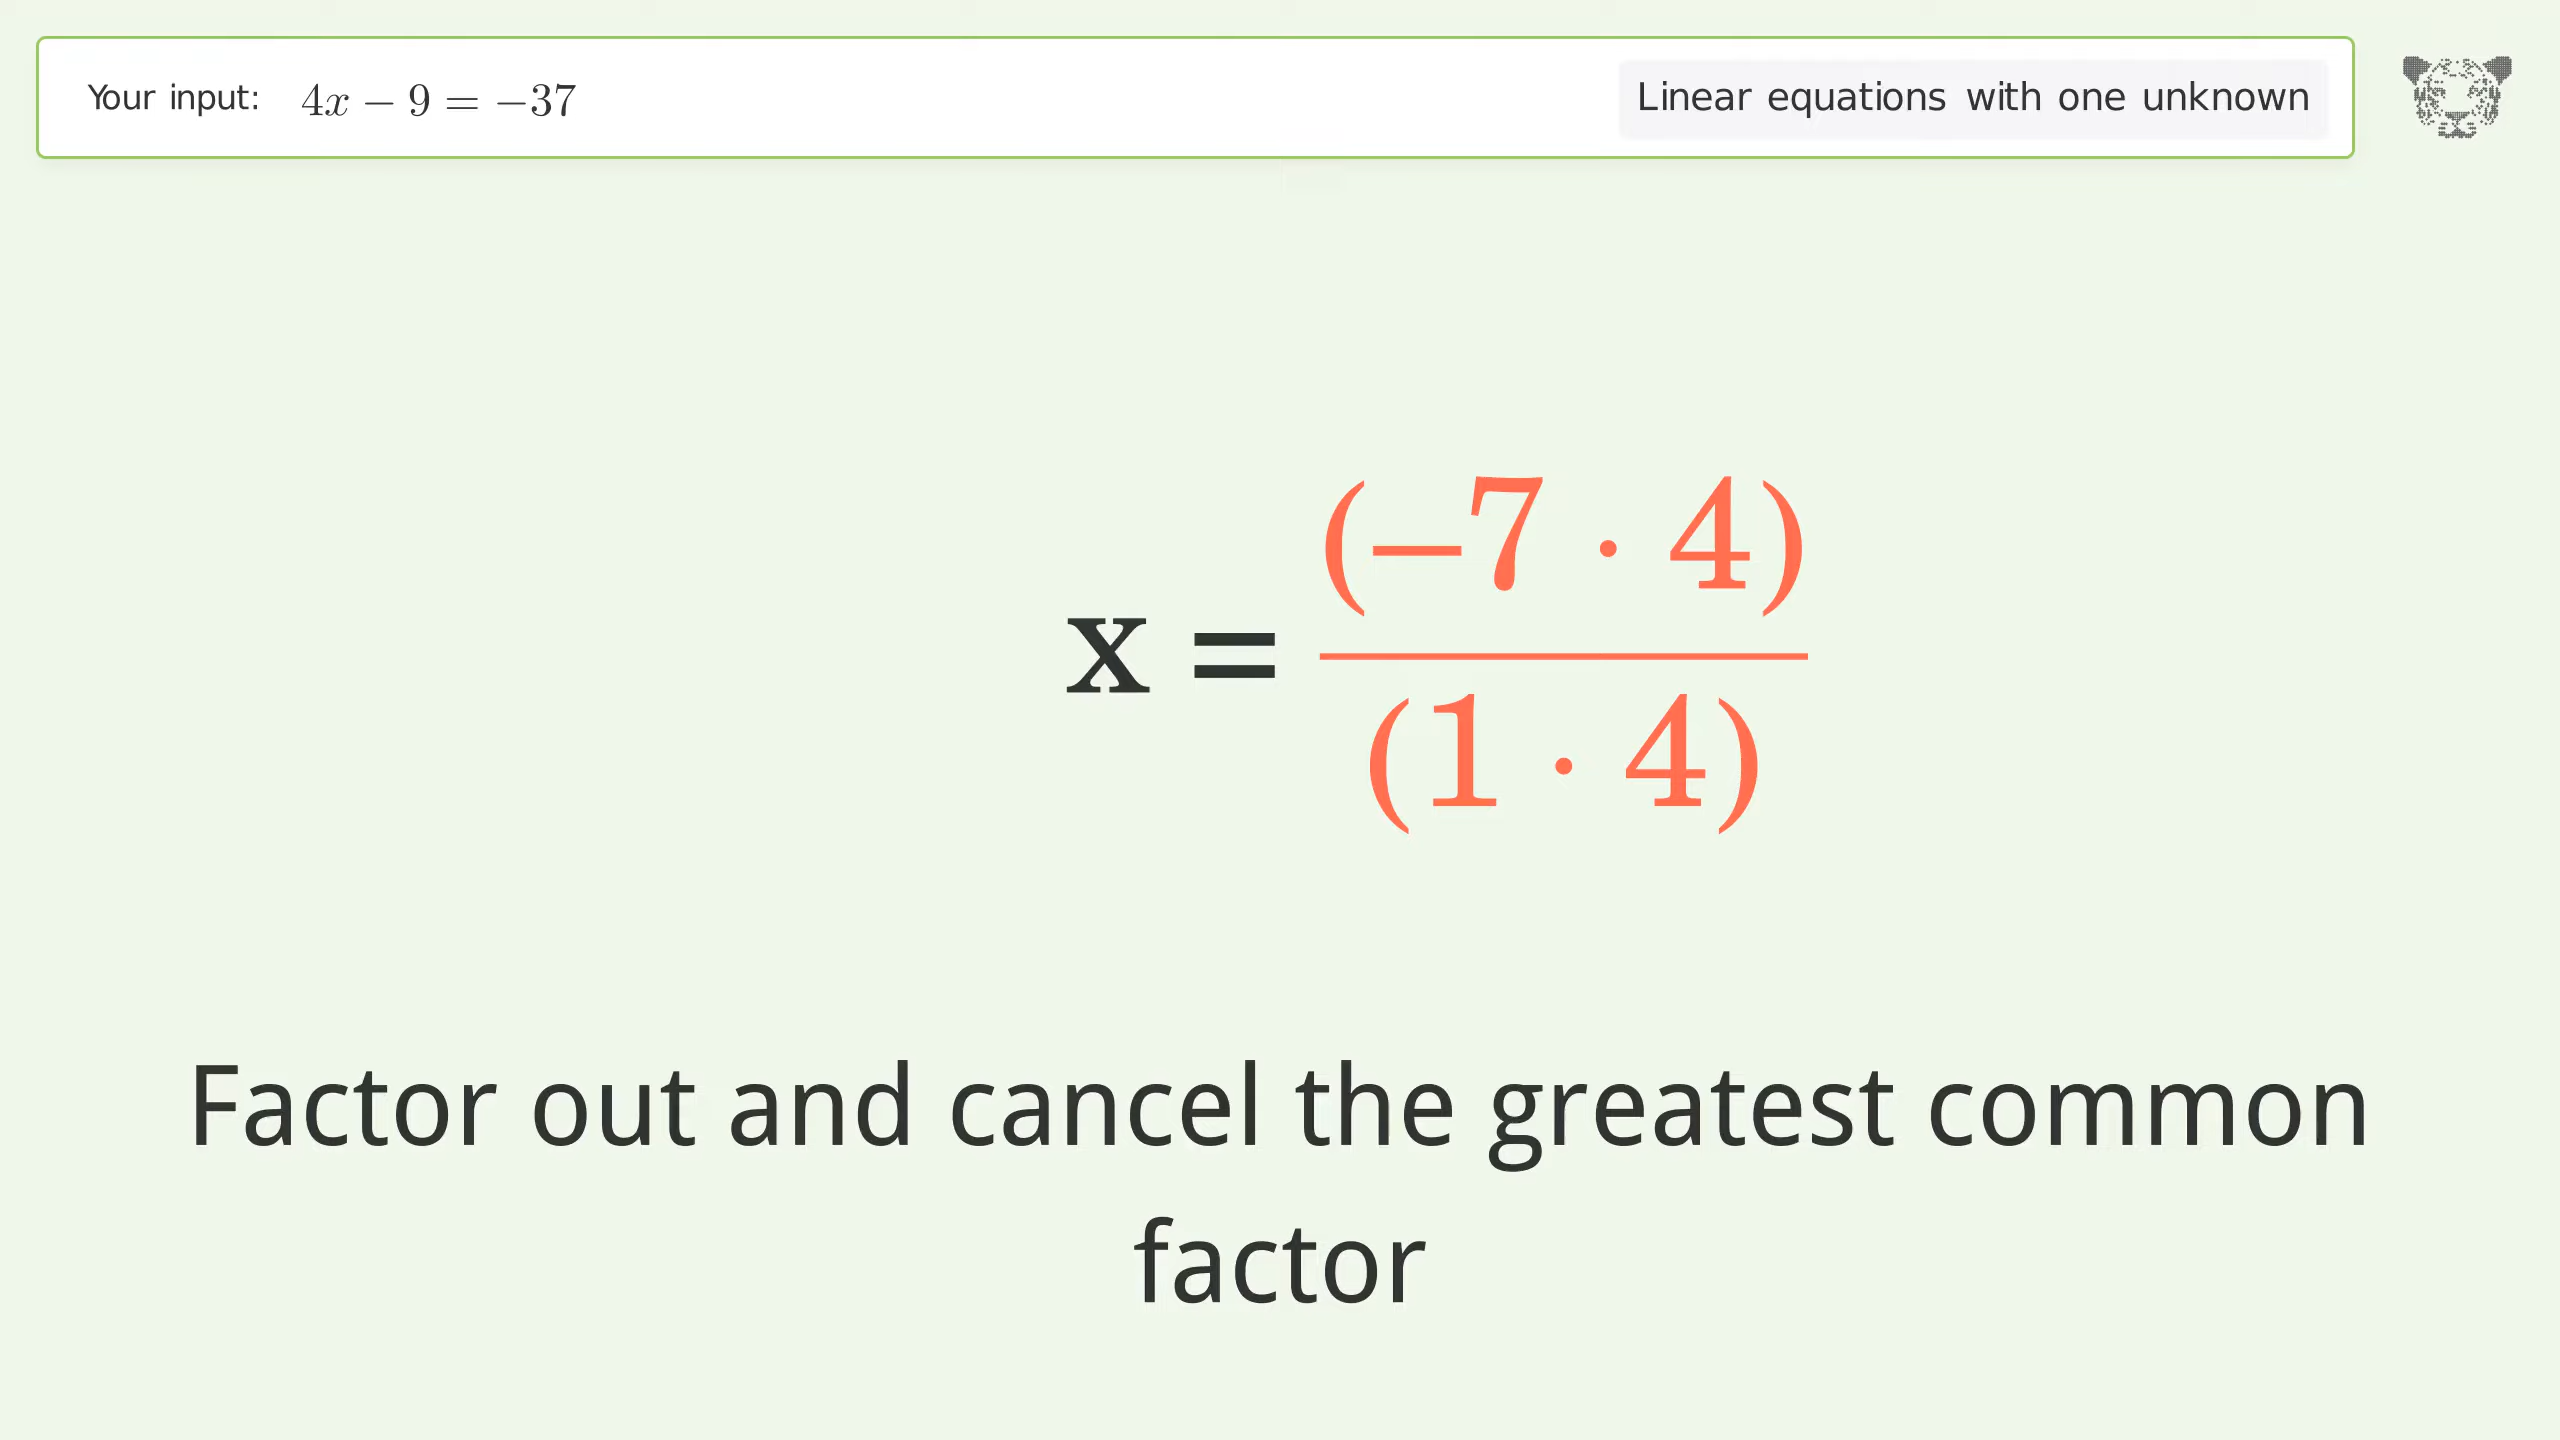 Your input: 4x − 9 = −37
Linear equations with one unknown
x = (−7 · 4) / (1 · 4)
Factor out and cancel the greatest common
factor